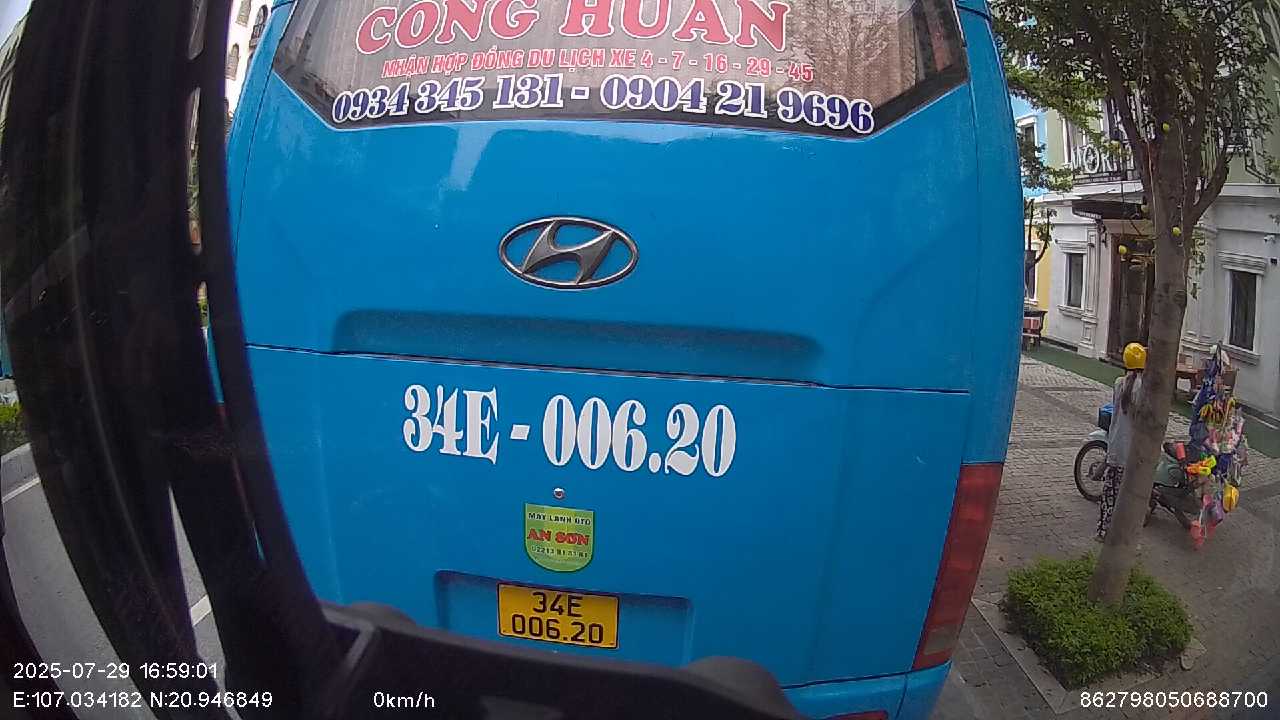 CÔNG HUÂN
NHẬN HỢP ĐỒNG DU LỊCH XE 4 - 7 - 16 - 29 - 45
0934 345 131 - 0904 21 9696
34E - 006.20
MÁY LẠNH ÔTÔ
AN SƠN
34E
006.20
2025-07-29 16:59:01
E:107.034182 N:20.946849
0km/h
862798050688700